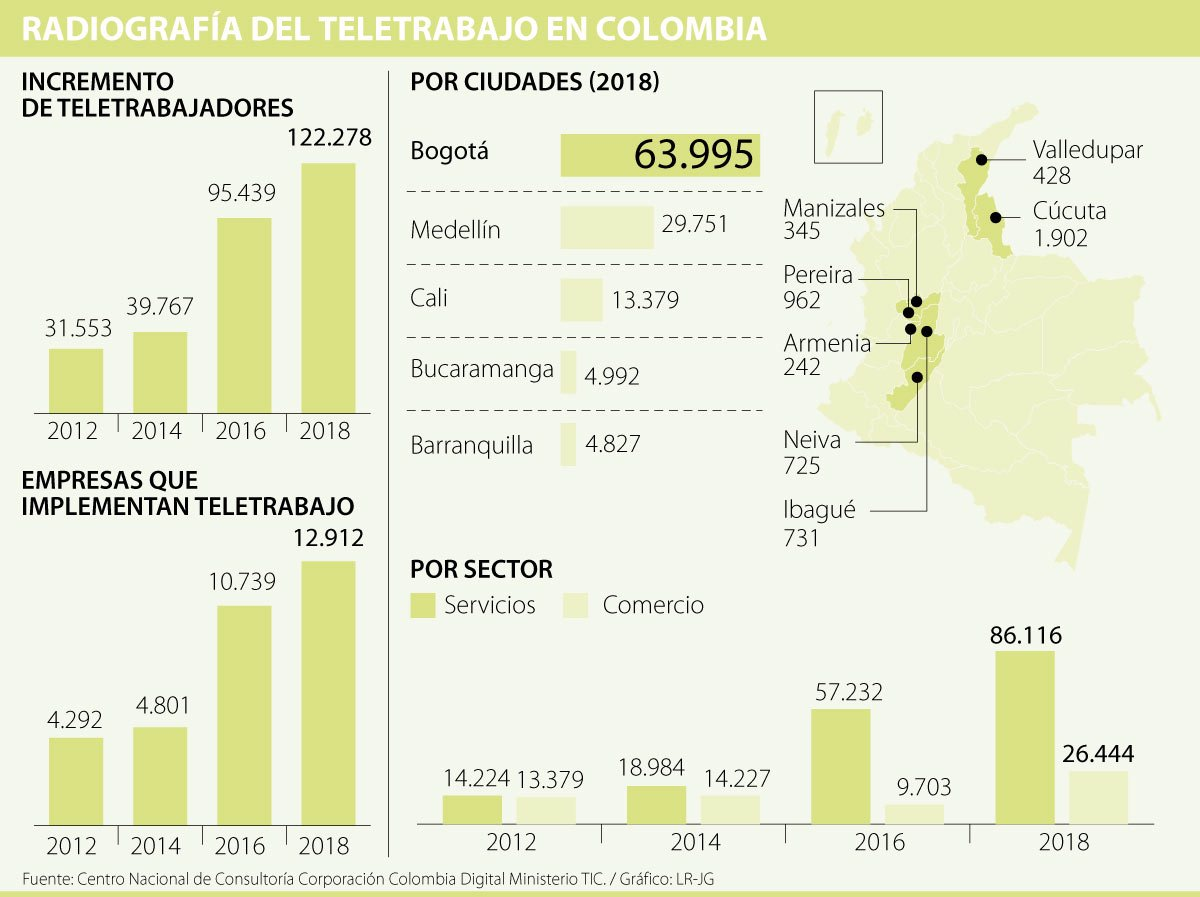 RADIOGRAFÍA DEL TELETRABAJO EN COLOMBIA
INCREMENTO
DE TELETRABAJADORES
31.553
39.767
95.439
122.278
2012
2014
2016
2018
EMPRESAS QUE
IMPLEMENTAN TELETRABAJO
4.292
4.801
10.739
12.912
2012
2014
2016
2018
POR CIUDADES (2018)
Bogotá
63.995
Medellín
29.751
Cali
13.379
Bucaramanga
4.992
Barranquilla
4.827
Valledupar
428
Cúcuta
1.902
Manizales
345
Pereira
962
Armenia
242
Neiva
725
Ibagué
731
POR SECTOR
Servicios
Comercio
14.224
13.379
18.984
14.227
57.232
9.703
86.116
26.444
2012
2014
2016
2018
Fuente: Centro Nacional de Consultoría Corporación Colombia Digital Ministerio TIC. / Gráfico: LR-JG